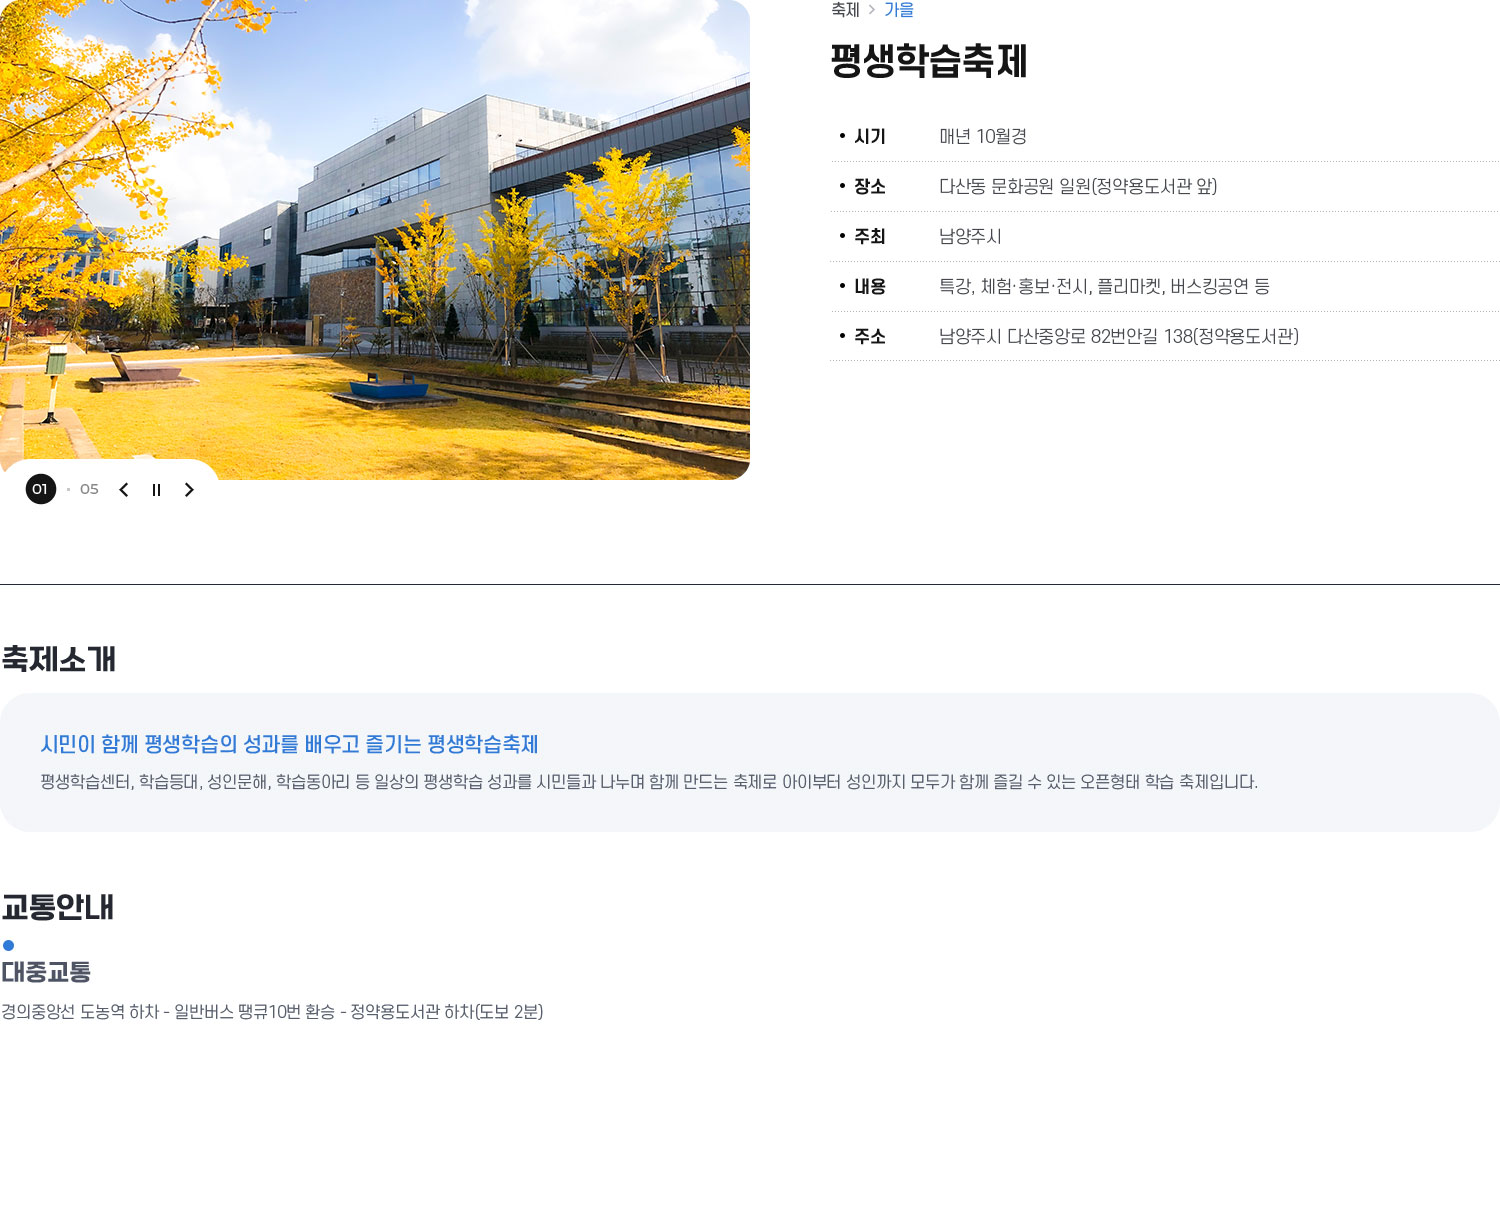 축제 > 가을
평생학습축제
• 시기 매년 10월경
• 장소 다산동 문화공원 일원(정약용도서관 앞)
• 주최 남양주시
• 내용 특강, 체험·홍보·전시, 플리마켓, 버스킹공연 등
• 주소 남양주시 다산중앙로 82번안길 138(정약용도서관)
01 · 05
축제소개
시민이 함께 평생학습의 성과를 배우고 즐기는 평생학습축제
평생학습센터, 학습등대, 성인문해, 학습동아리 등 일상의 평생학습 성과를 시민들과 나누며 함께 만드는 축제로 아이부터 성인까지 모두가 함께 즐길 수 있는 오픈형태 학습 축제입니다.
교통안내
대중교통
경의중앙선 도농역 하차 - 일반버스 땡큐10번 환승 - 정약용도서관 하차(도보 2분)